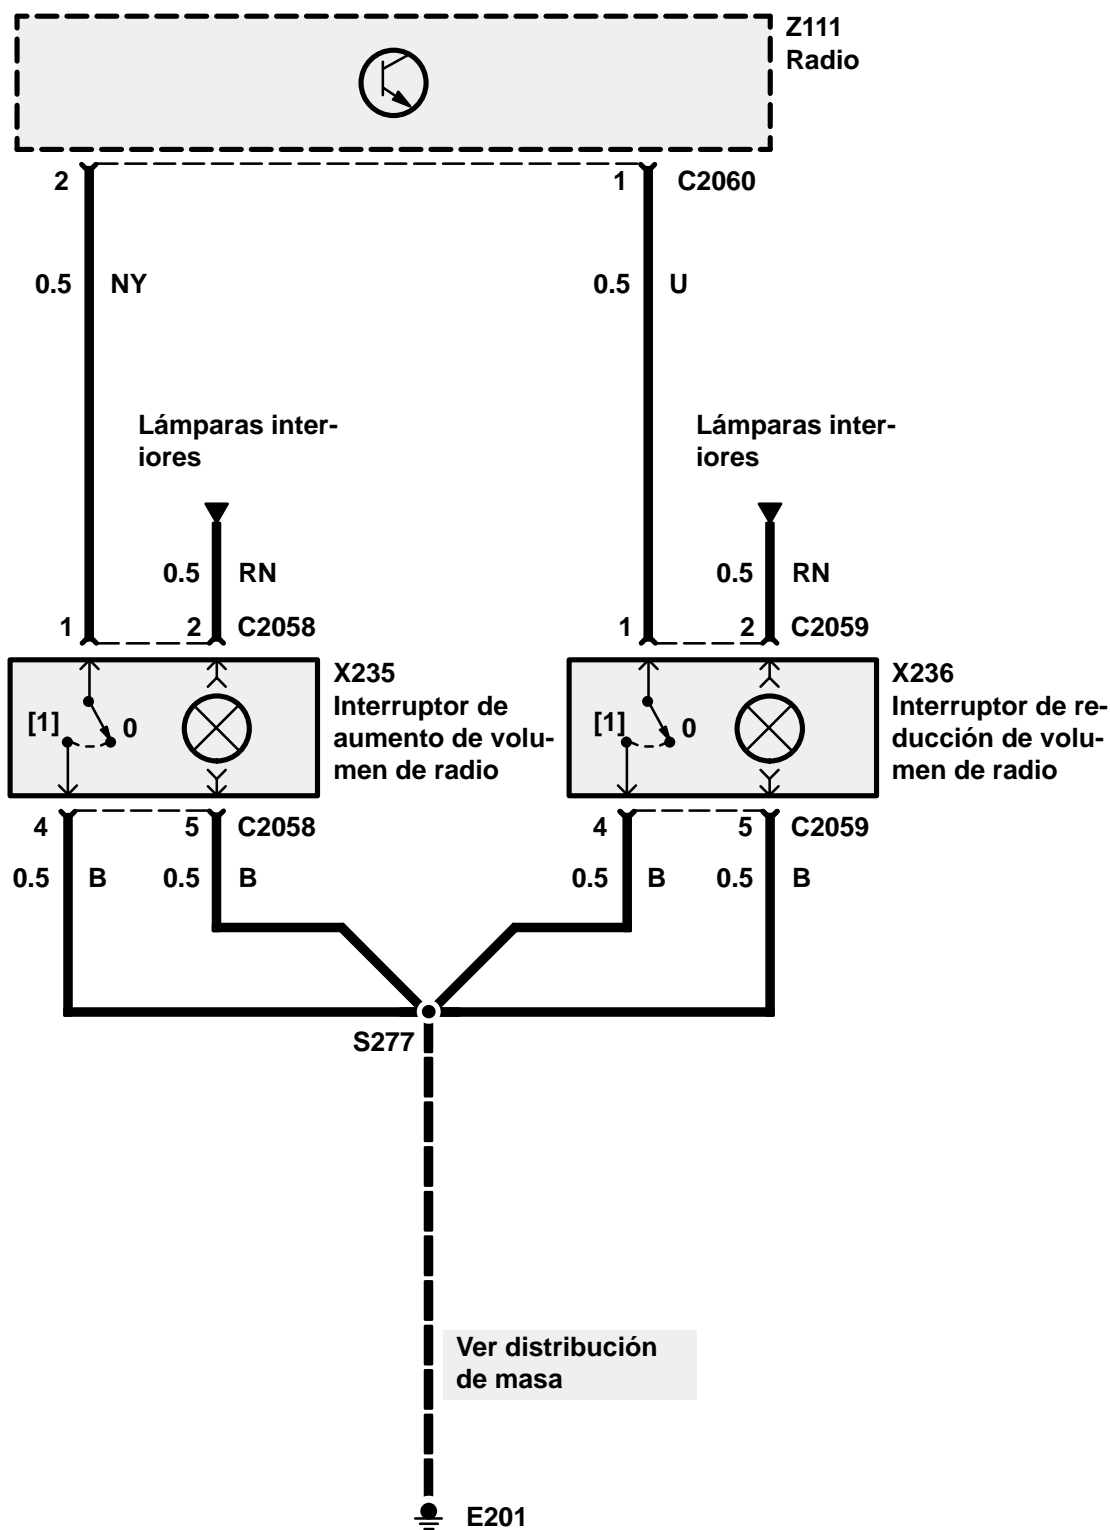 Z111
Radio
2
1
C2060
0.5
NY
0.5
U
Lámparas inter-
iores
Lámparas inter-
iores
0.5
RN
0.5
RN
1
2
C2058
1
2
C2059
X235
Interruptor de
aumento de volu-
men de radio
[1]
0
X236
Interruptor de re-
ducción de volu-
men de radio
[1]
0
4
5
C2058
4
5
C2059
0.5
B
0.5
B
0.5
B
0.5
B
S277
Ver distribución
de masa
E201